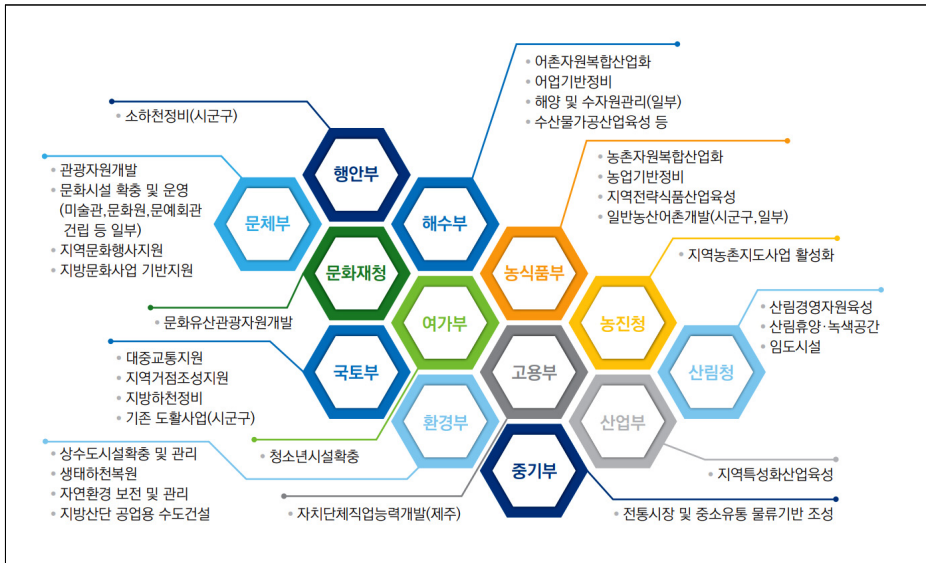 • 어촌자원복합산업화
• 어업기반정비
• 해양 및 수자원관리(일부)
• 수산물가공산업육성 등
• 소하천정비(시군구)
• 농촌자원복합산업화
• 농업기반정비
• 지역전략식품산업육성
• 일반농산어촌개발(시군구,일부)
• 관광자원개발
• 문화시설 확충 및 운영
(미술관,문화원,문예회관
건립 등 일부)
• 지역문화행사지원
• 지방문화사업 기반지원
행안부
문체부
해수부
• 지역농촌지도사업 활성화
문화재청
농식품부
• 문화유산관광자원개발
여가부
농진청
• 산림경영자원육성
• 산림휴양·녹색공간
• 임도시설
• 대중교통지원
• 지역거점조성지원
• 지방하천정비
• 기존 도활사업(시군구)
국토부
고용부
산림청
환경부
산업부
• 상수도시설확충 및 관리
• 생태하천복원
• 자연환경 보전 및 관리
• 지방산단 공업용 수도건설
• 청소년시설확충
중기부
• 지역특성화산업육성
• 자치단체직업능력개발(제주)
• 전통시장 및 중소유통 물류기반 조성